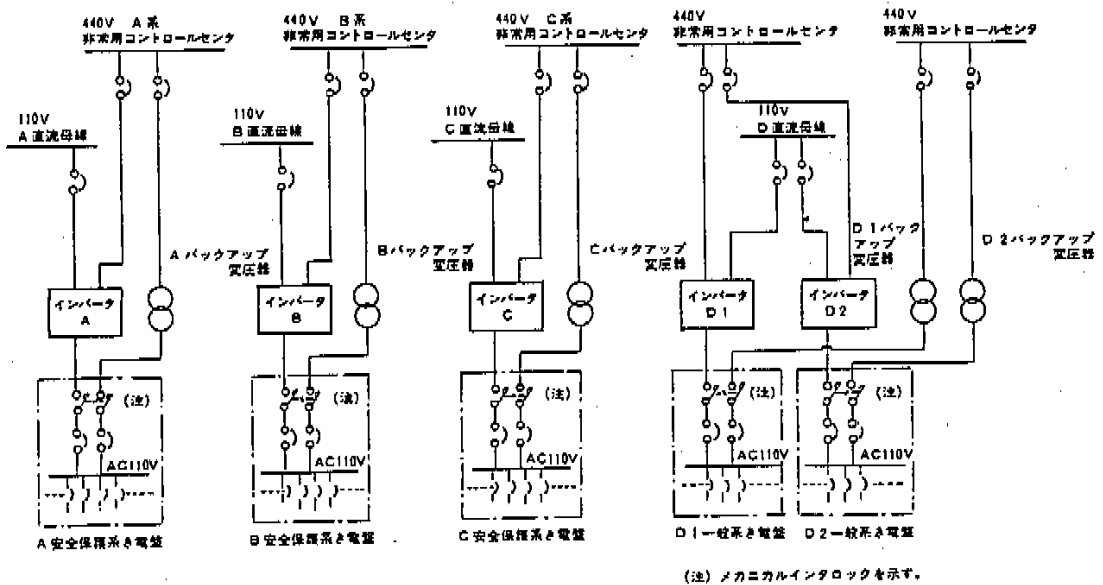 440V A系
非常用コントロールセンタ
440V B系
非常用コントロールセンタ
440V C系
非常用コントロールセンタ
440V
非常用コントロールセンタ
440V
非常用コントロールセンタ
110V
A直流母線
110V
B直流母線
110V
C直流母線
110V
D直流母線
Aバックアップ
変圧器
Bバックアップ
変圧器
Cバックアップ
変圧器
D1バック
アップ
変圧器
D2バックアップ
変圧器
インバータ
A
インバータ
B
インバータ
C
インバータ
D1
インバータ
D2
(注)
(注)
(注)
(注)
(注)
AC110V
AC110V
AC110V
AC110V
AC110V
A安全保護系き電盤
B安全保護系き電盤
C安全保護系き電盤
D1一般系き電盤
D2一般系き電盤
(注) メカニカルインタロックを示す。